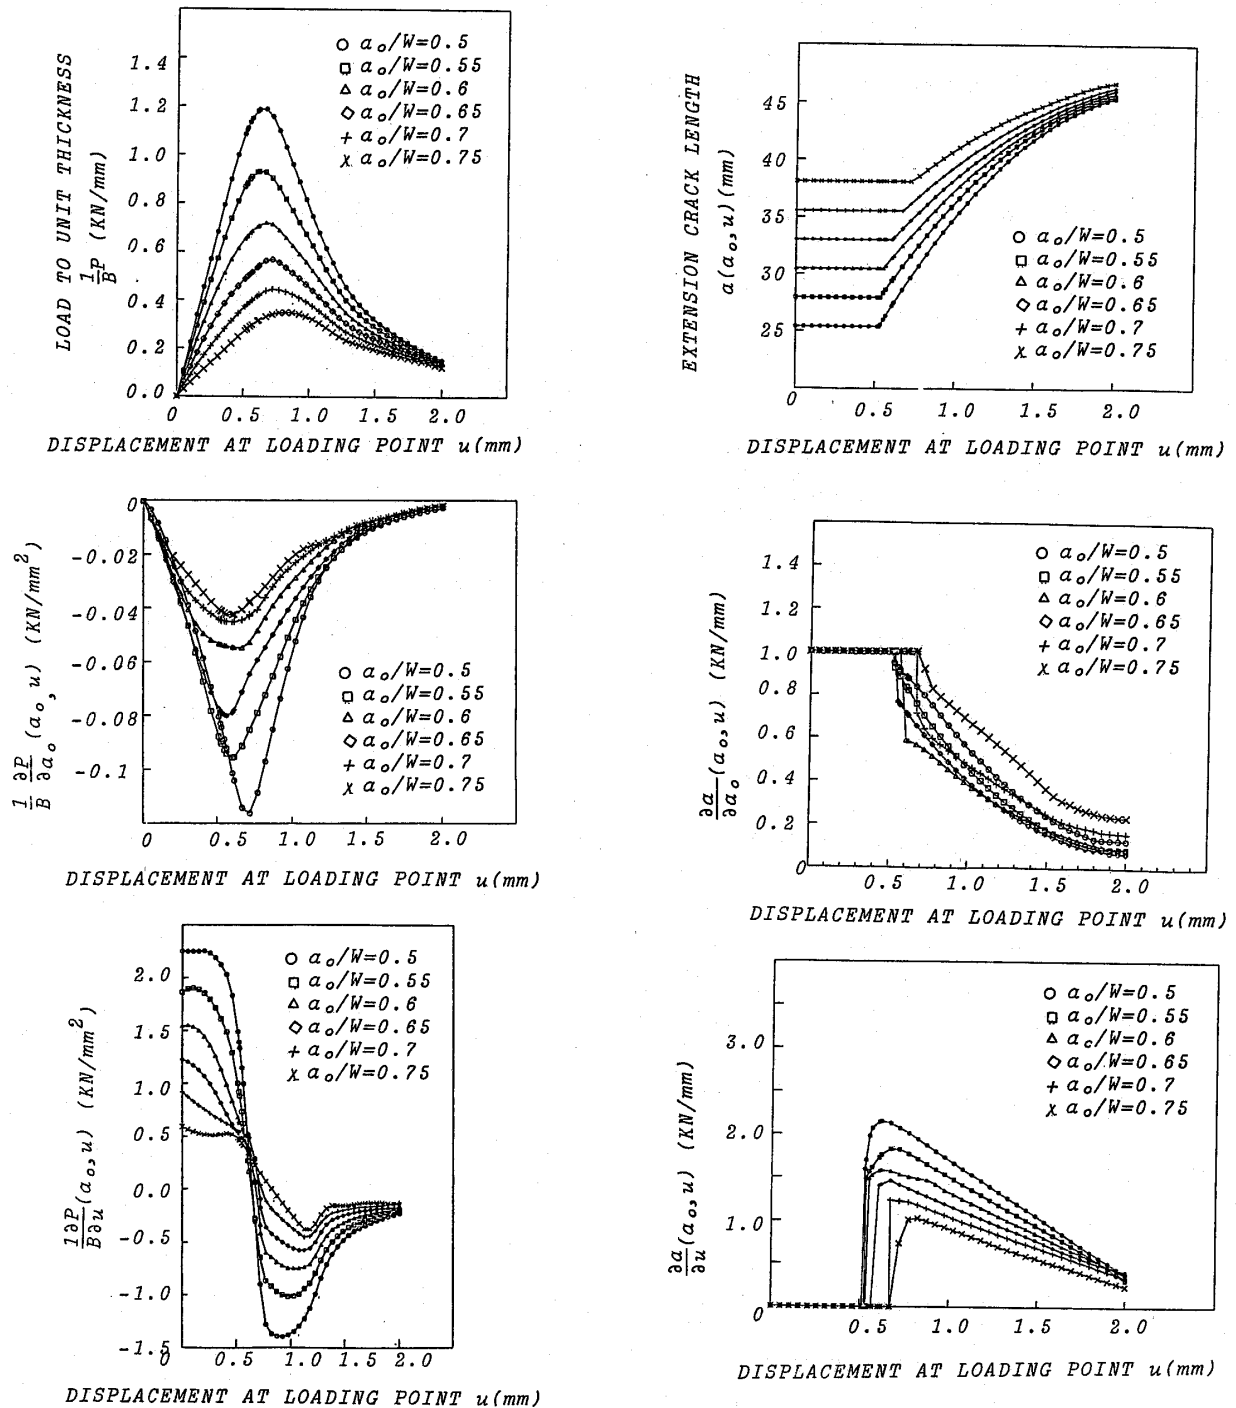 LOAD TO UNIT THICKNESS
1/B P (KN/mm)
1.4
1.2
1.0
0.8
0.6
0.4
0.2
0.0
0 0.5 1.0 1.5 2.0
○ a₀/W=0.5
□ a₀/W=0.55
△ a₀/W=0.6
◇ a₀/W=0.65
+ a₀/W=0.7
x a₀/W=0.75
DISPLACEMENT AT LOADING POINT u(mm)
EXTENSION CRACK LENGTH
a(a₀,u)(mm)
45
40
35
30
25
0 0.5 1.0 1.5 2.0
○ a₀/W=0.5
□ a₀/W=0.55
△ a₀/W=0.6
◇ a₀/W=0.65
+ a₀/W=0.7
x a₀/W=0.75
DISPLACEMENT AT LOADING POINT u(mm)
1/B ∂P/∂a₀ (a₀,u) (KN/mm²)
0
-0.02
-0.04
-0.06
-0.08
-0.1
0 0.5 1.0 1.5 2.0
○ a₀/W=0.5
□ a₀/W=0.55
△ a₀/W=0.6
◇ a₀/W=0.65
+ a₀/W=0.7
x a₀/W=0.75
DISPLACEMENT AT LOADING POINT u(mm)
∂a/∂a₀ (a₀,u) (KN/mm)
1.4
1.2
1.0
0.8
0.6
0.4
0.2
0
0.5 1.0 1.5 2.0
○ a₀/W=0.5
□ a₀/W=0.55
△ a₀/W=0.6
◇ a₀/W=0.65
+ a₀/W=0.7
x a₀/W=0.75
DISPLACEMENT AT LOADING POINT u(mm)
1∂P/B∂u (a₀,u) (KN/mm²)
2.0
1.5
1.0
0.5
0.0
-0.5
-1.0
-1.5
0 0.5 1.0 1.5 2.0
○ a₀/W=0.5
□ a₀/W=0.55
△ a₀/W=0.6
◇ a₀/W=0.65
+ a₀/W=0.7
x a₀/W=0.75
DISPLACEMENT AT LOADING POINT u(mm)
∂a/∂u (a₀,u) (KN/mm)
3.0
2.0
1.0
0
0.5 1.0 1.5 2.0
○ a₀/W=0.5
□ a₀/W=0.55
△ a₀/W=0.6
◇ a₀/W=0.65
+ a₀/W=0.7
x a₀/W=0.75
DISPLACEMENT AT LOADING POINT u(mm)